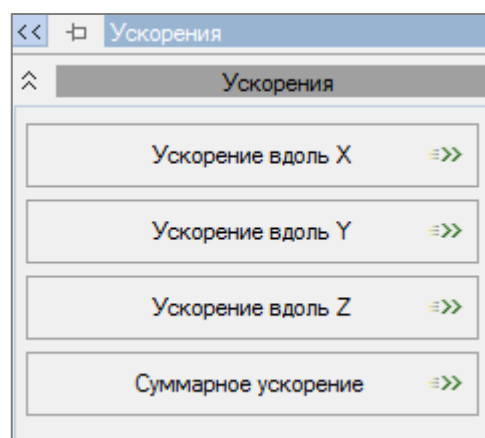 << Ускорения
Ускорения
Ускорение вдоль X
Ускорение вдоль Y
Ускорение вдоль Z
Суммарное ускорение